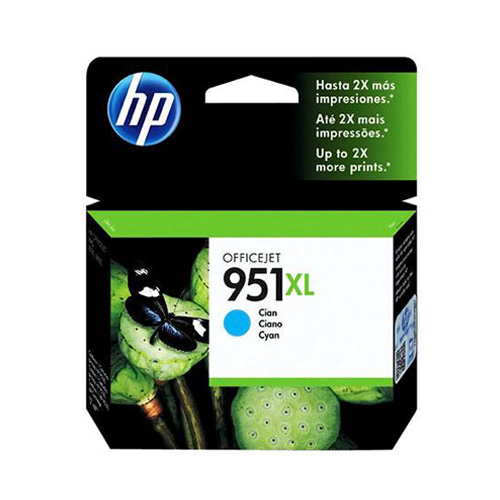 hp
Hasta 2X más
impresiones.*
Até 2X mais
impressões.*
Up to 2X
more prints.*
OFFICEJET
951XL
Cian
Ciano
Cyan